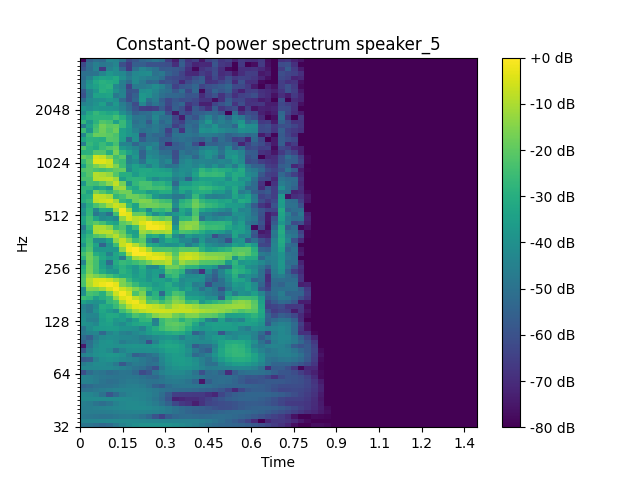 Constant-Q power spectrum speaker_5
Hz
2048
1024
512
256
128
64
32
0 0.15 0.3 0.45 0.6 0.75 0.9 1.1 1.2 1.4
Time
+0 dB
-10 dB
-20 dB
-30 dB
-40 dB
-50 dB
-60 dB
-70 dB
-80 dB